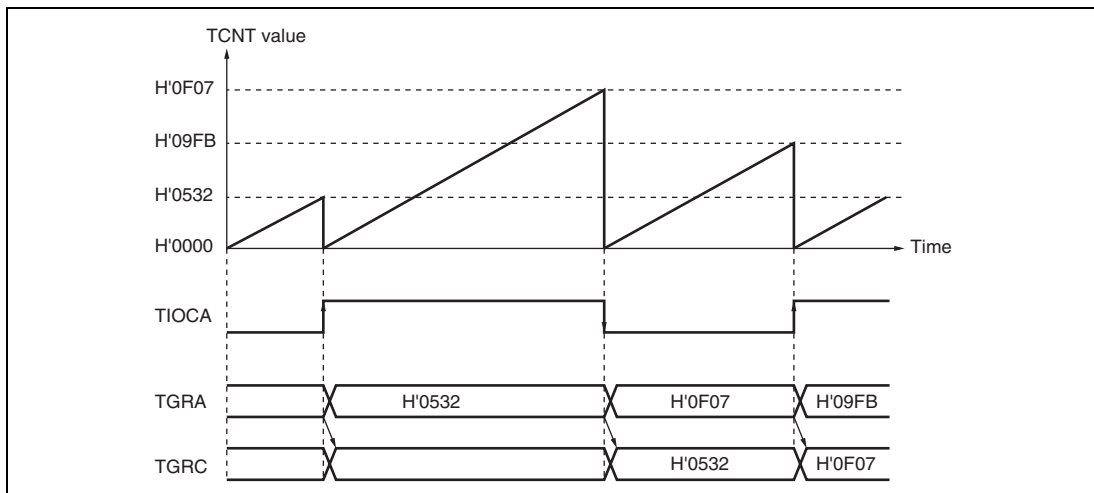 TCNT value
H'0F07
H'09FB
H'0532
H'0000
Time
TIOCA
TGRA
H'0532
H'0F07
H'09FB
TGRC
H'0532
H'0F07